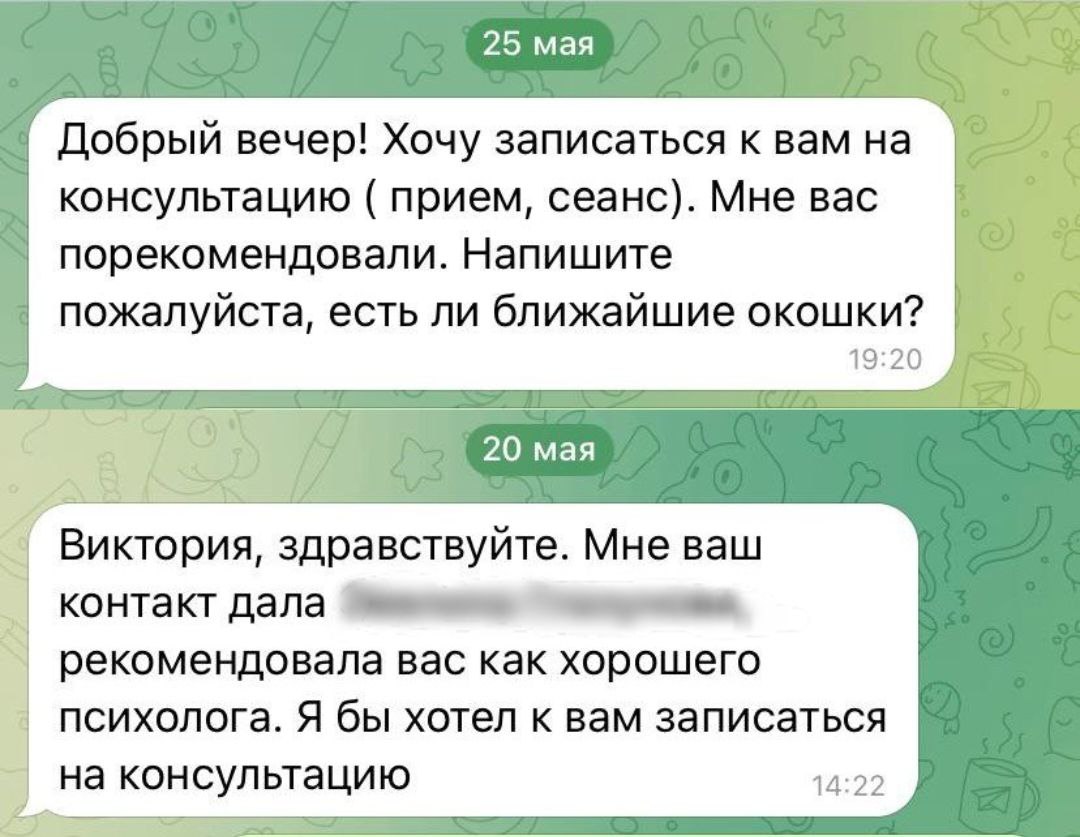 25 мая
Добрый вечер! Хочу записаться к вам на
консультацию ( прием, сеанс). Мне вас
порекомендовали. Напишите
пожалуйста, есть ли ближайшие окошки?
19:20
20 мая
Виктория, здравствуйте. Мне ваш
контакт дала
рекомендовала вас как хорошего
психолога. Я бы хотел к вам записаться
на консультацию
14:22